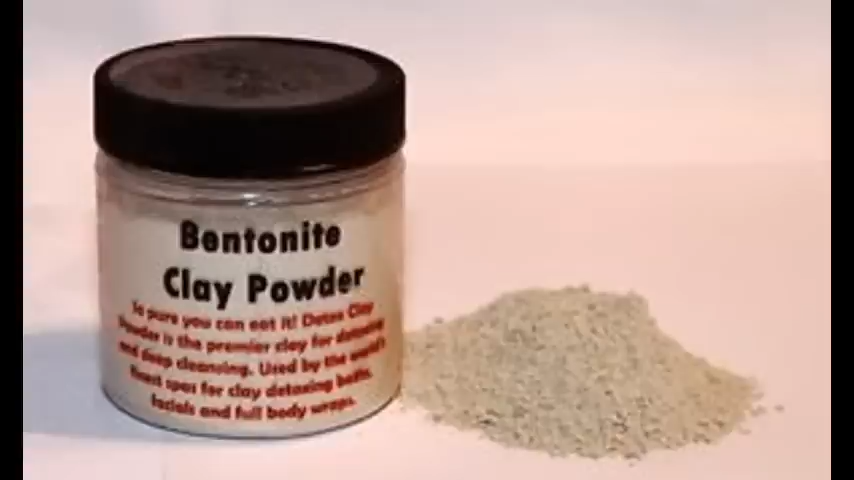 Bentonite
Clay Powder
So pure you can eat it! Detox Clay
Powder is the premier clay for detoxing
and deep cleansing. Used by the world's
finest spas for clay detoxing baths,
facials and full body wraps.